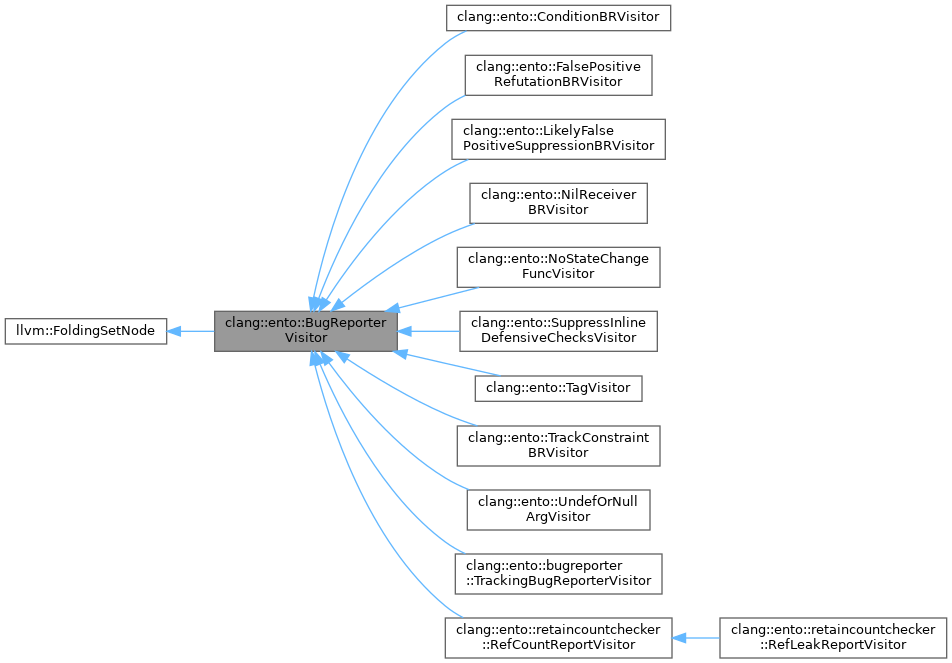 clang::ento::ConditionBRVisitor
clang::ento::FalsePositive
RefutationBRVisitor
clang::ento::LikelyFalse
PositiveSuppressionBRVisitor
clang::ento::NilReceiver
BRVisitor
clang::ento::NoStateChange
FuncVisitor
llvm::FoldingSetNode
clang::ento::BugReporter
Visitor
clang::ento::SuppressInline
DefensiveChecksVisitor
clang::ento::TagVisitor
clang::ento::TrackConstraint
BRVisitor
clang::ento::UndefOrNull
ArgVisitor
clang::ento::bugreporter
::TrackingBugReporterVisitor
clang::ento::retaincountchecker
::RefCountReportVisitor
clang::ento::retaincountchecker
::RefLeakReportVisitor